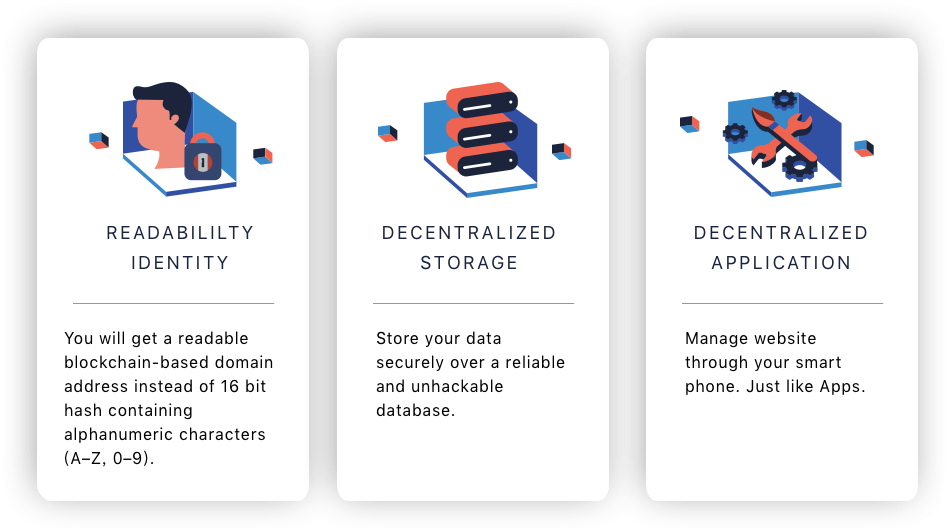 READABILILTY
IDENTITY
You will get a readable
blockchain-based domain
address instead of 16 bit
hash containing
alphanumeric characters
(A–Z, 0–9).
DECENTRALIZED
STORAGE
Store your data
securely over a reliable
and unhackable
database.
DECENTRALIZED
APPLICATION
Manage website
through your smart
phone. Just like Apps.